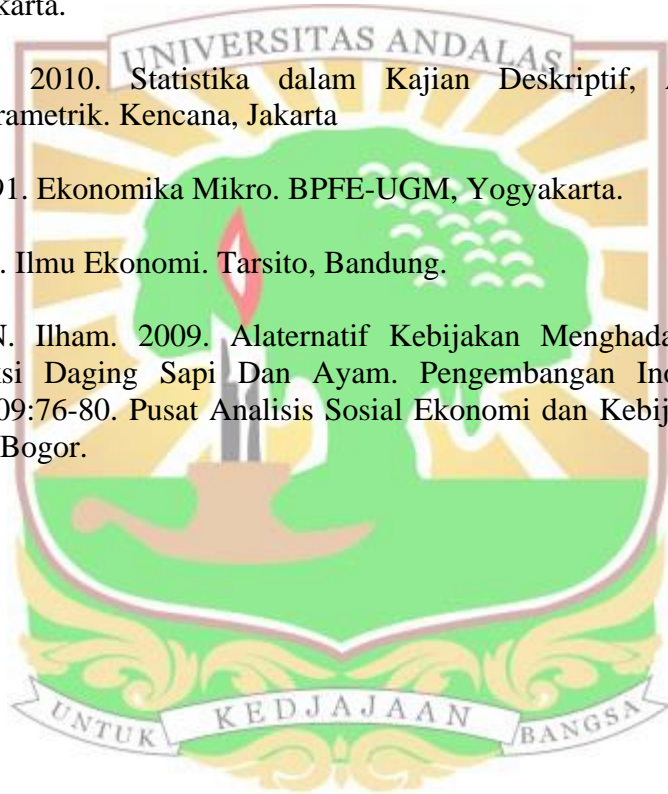 karta.
UNIVERSITAS ANDALAS
2010. Statistika dalam Kajian Deskriptif,
rametrik. Kencana, Jakarta
91. Ekonomika Mikro. BPFE-UGM, Yogyakarta.
. Ilmu Ekonomi. Tarsito, Bandung.
N. Ilham. 2009. Alaternatif Kebijakan Menghada
si Daging Sapi Dan Ayam. Pengembangan Ino
09:76-80. Pusat Analisis Sosial Ekonomi dan Kebij
Bogor.
UNTUK KEDJAJAAN BANGSA